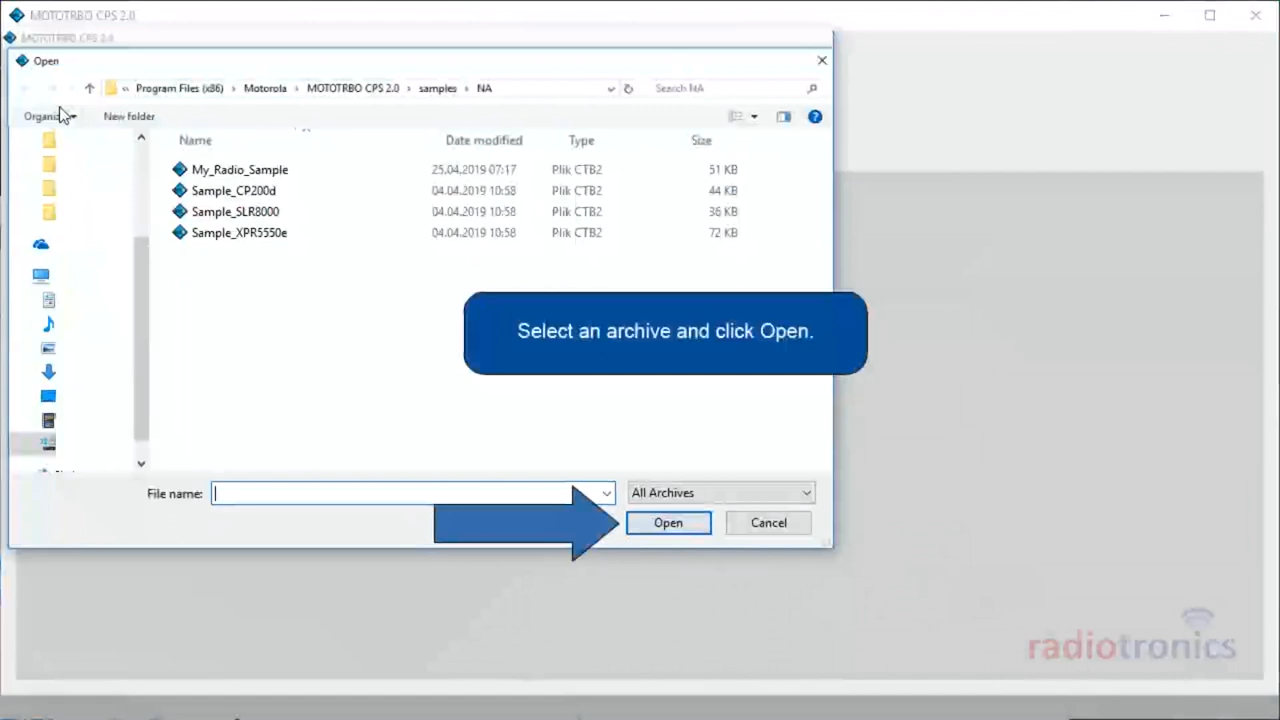 MOTOTRBO CPS 2.0
MOTOTRBO CPS 2.0
Open
« Program Files (x86) › Motorola › MOTOTRBO CPS 2.0 › samples › NA
Search NA
New folder
Name Date modified Type Size
My_Radio_Sample 25.04.2019 07:17 Plik CTB2 51 KB
Sample_CP200d 04.04.2019 10:58 Plik CTB2 44 KB
Sample_SLR8000 04.04.2019 10:58 Plik CTB2 36 KB
Sample_XPR5550e 04.04.2019 10:58 Plik CTB2 72 KB
Select an archive and click Open.
File name:
All Archives
Open
Cancel
radiotronics